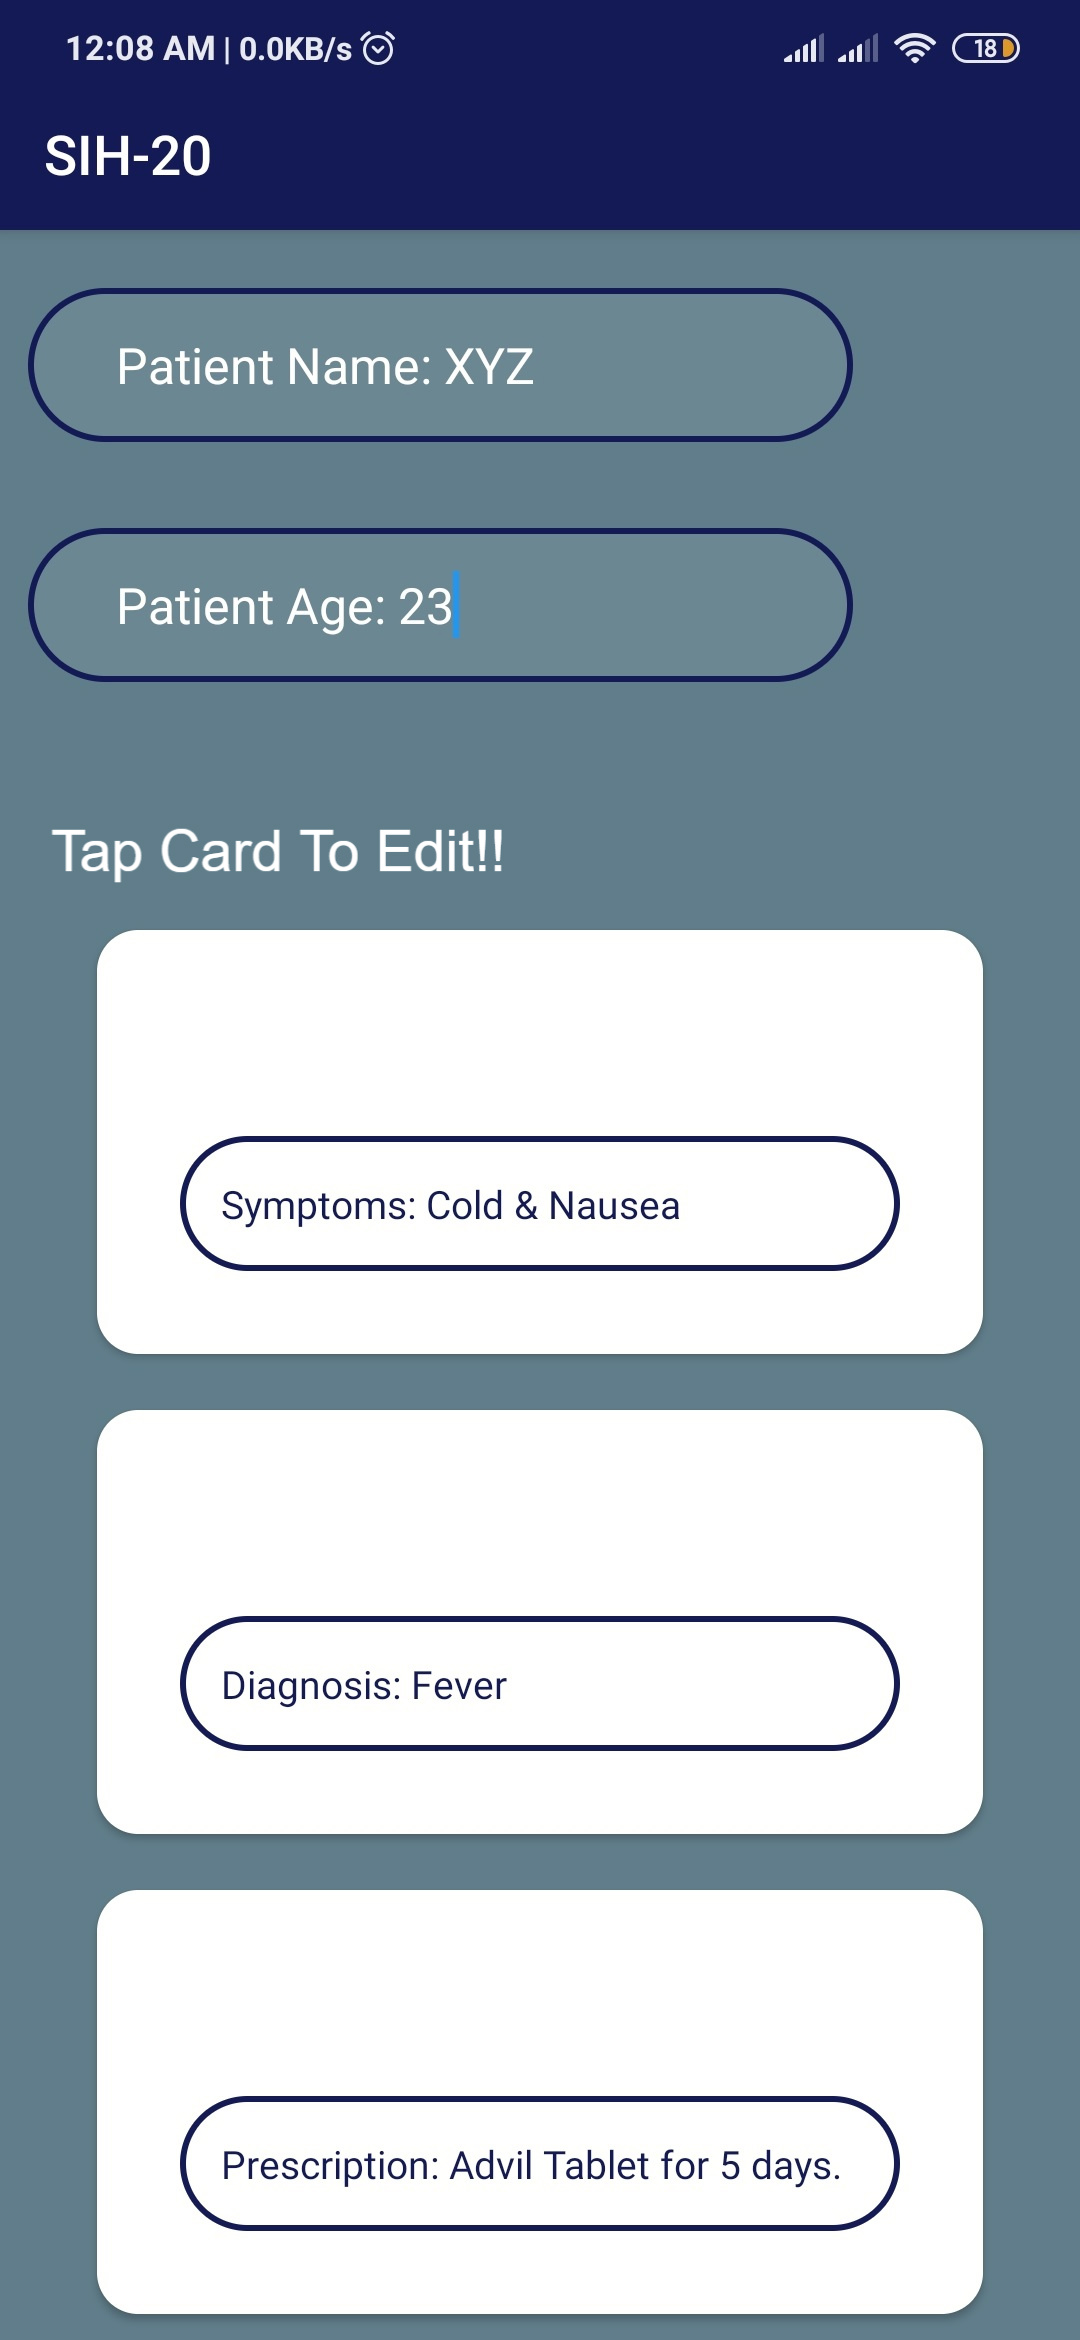 12:08 AM | 0.0KB/s 18
SIH-20
Patient Name: XYZ
Patient Age: 23
Tap Card To Edit!!
Symptoms: Cold & Nausea
Diagnosis: Fever
Prescription: Advil Tablet for 5 days.